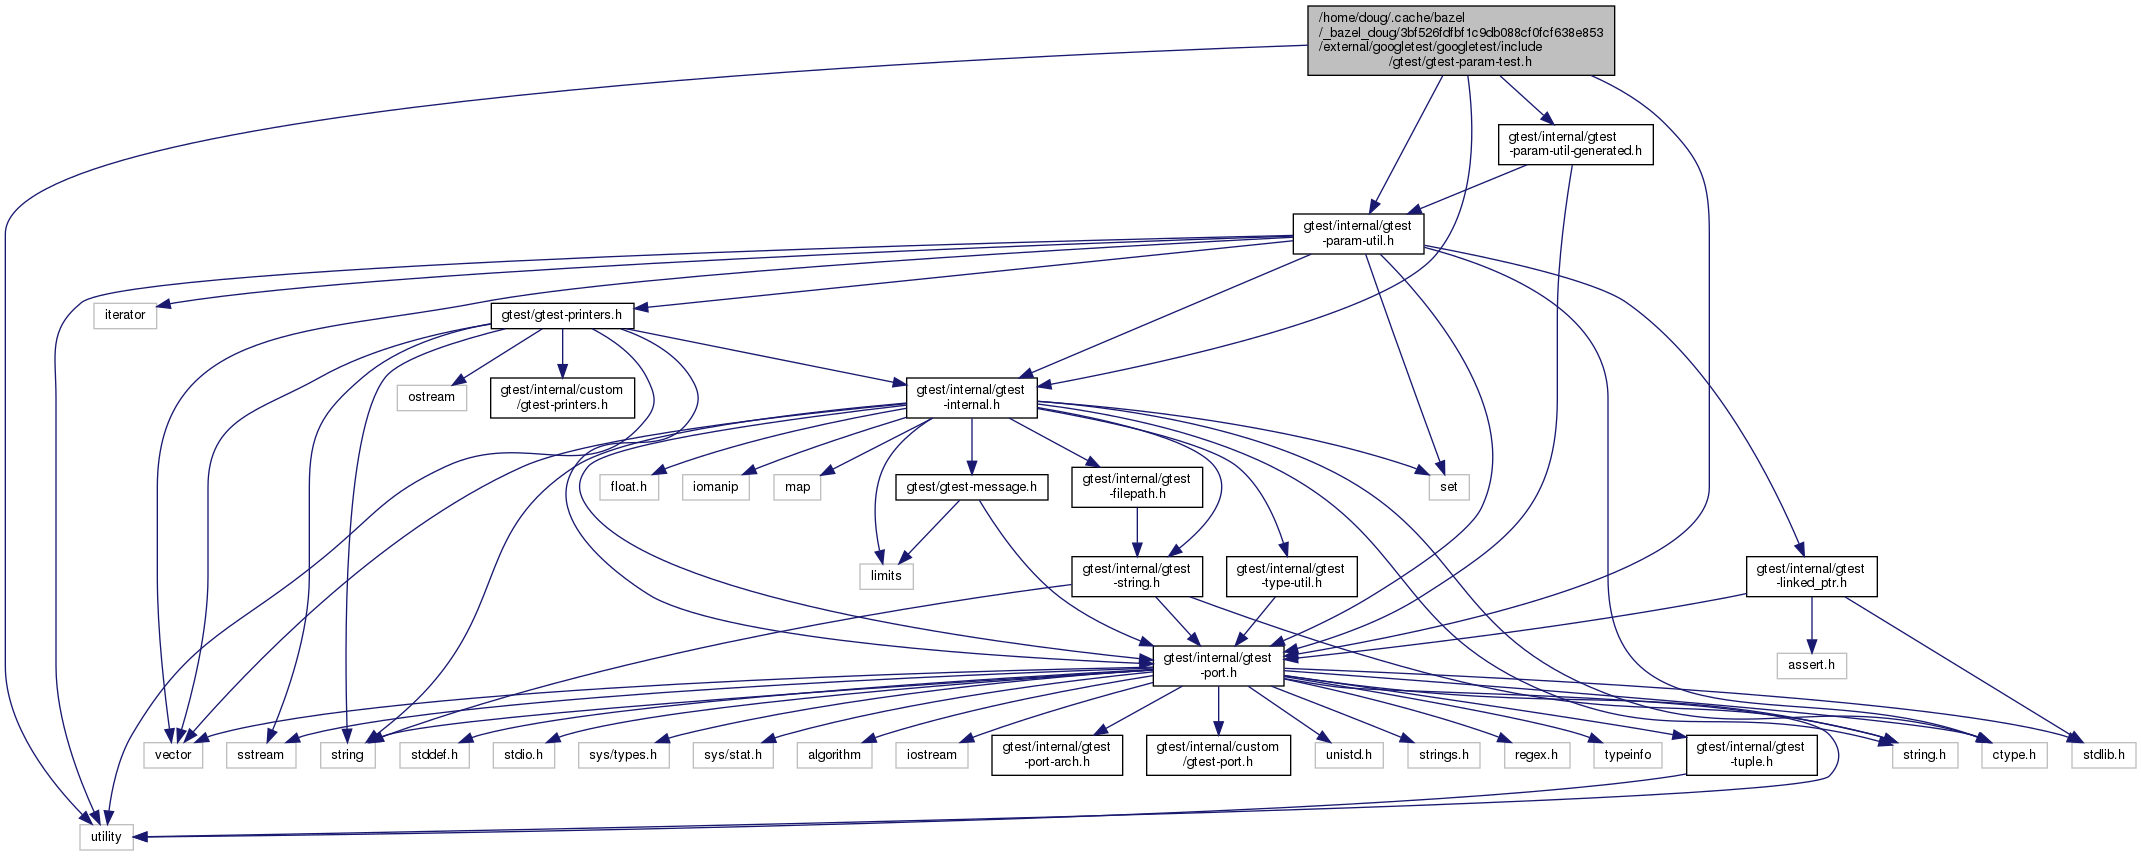 /home/doug/.cache/bazel
/_bazel_doug/3bf526fdfbf1c9db088cf0fcf638e853
/external/googletest/googletest/include
/gtest/gtest-param-test.h
gtest/internal/gtest
-param-util-generated.h
gtest/internal/gtest
-param-util.h
iterator
gtest/gtest-printers.h
ostream
gtest/internal/custom
/gtest-printers.h
gtest/internal/gtest
-internal.h
float.h
iomanip
map
gtest/gtest-message.h
gtest/internal/gtest
-filepath.h
set
limits
gtest/internal/gtest
-string.h
gtest/internal/gtest
-type-util.h
gtest/internal/gtest
-linked_ptr.h
gtest/internal/gtest
-port.h
assert.h
vector
sstream
string
stddef.h
stdio.h
sys/types.h
sys/stat.h
algorithm
iostream
gtest/internal/gtest
-port-arch.h
gtest/internal/custom
/gtest-port.h
unistd.h
strings.h
regex.h
typeinfo
gtest/internal/gtest
-tuple.h
string.h
ctype.h
stdlib.h
utility